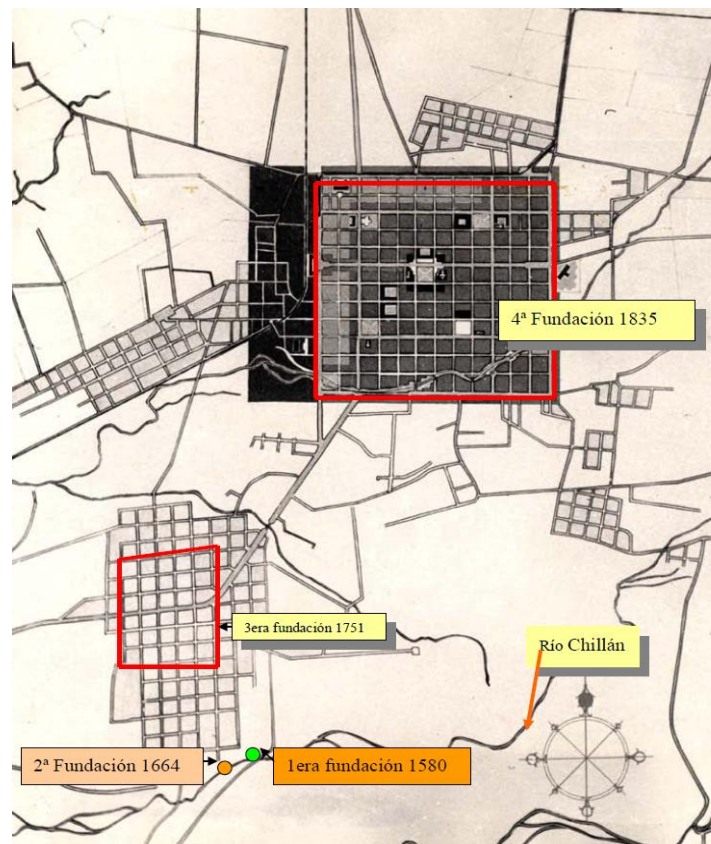 4ª Fundación 1835
3era fundación 1751
Río Chillán
2ª Fundación 1664
1era fundación 1580